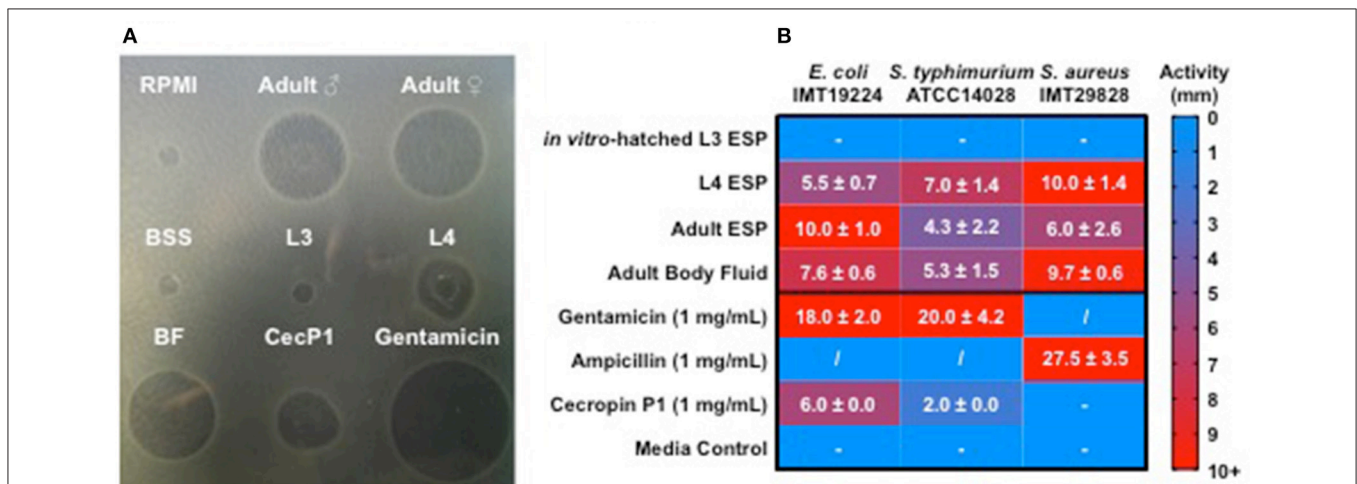 A
RPMI Adult ♂ Adult ♀
BSS L3 L4
BF CecP1 Gentamicin
B
E. coli S. typhimurium S. aureus Activity
IMT19224 ATCC14028 IMT29828 (mm)
in vitro-hatched L3 ESP - - -
L4 ESP 5.5 ± 0.7 7.0 ± 1.4 10.0 ± 1.4
Adult ESP 10.0 ± 1.0 4.3 ± 2.2 6.0 ± 2.6
Adult Body Fluid 7.6 ± 0.6 5.3 ± 1.5 9.7 ± 0.6
Gentamicin (1 mg/mL) 18.0 ± 2.0 20.0 ± 4.2 /
Ampicillin (1 mg/mL) / / 27.5 ± 3.5
Cecropin P1 (1 mg/mL) 6.0 ± 0.0 2.0 ± 0.0 -
Media Control - - -
0
1
2
3
4
5
6
7
8
9
10+